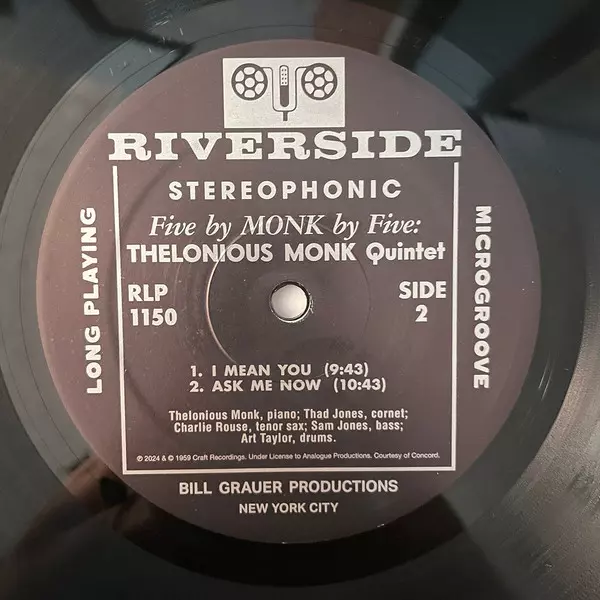 RIVERSIDE
STEREOPHONIC
Five by MONK by Five:
THELONIOUS MONK Quintet
LONG PLAYING
MICROGROOVE
RLP
1150
SIDE
2
1. I MEAN YOU (9:43)
2. ASK ME NOW (10:43)
Thelonious Monk, piano; Thad Jones, cornet;
Charlie Rouse, tenor sax; Sam Jones, bass;
Art Taylor, drums.
℗ 2024 & © 1959 Craft Recordings. Under License to Analogue Productions. Courtesy of Concord.
BILL GRAUER PRODUCTIONS
NEW YORK CITY